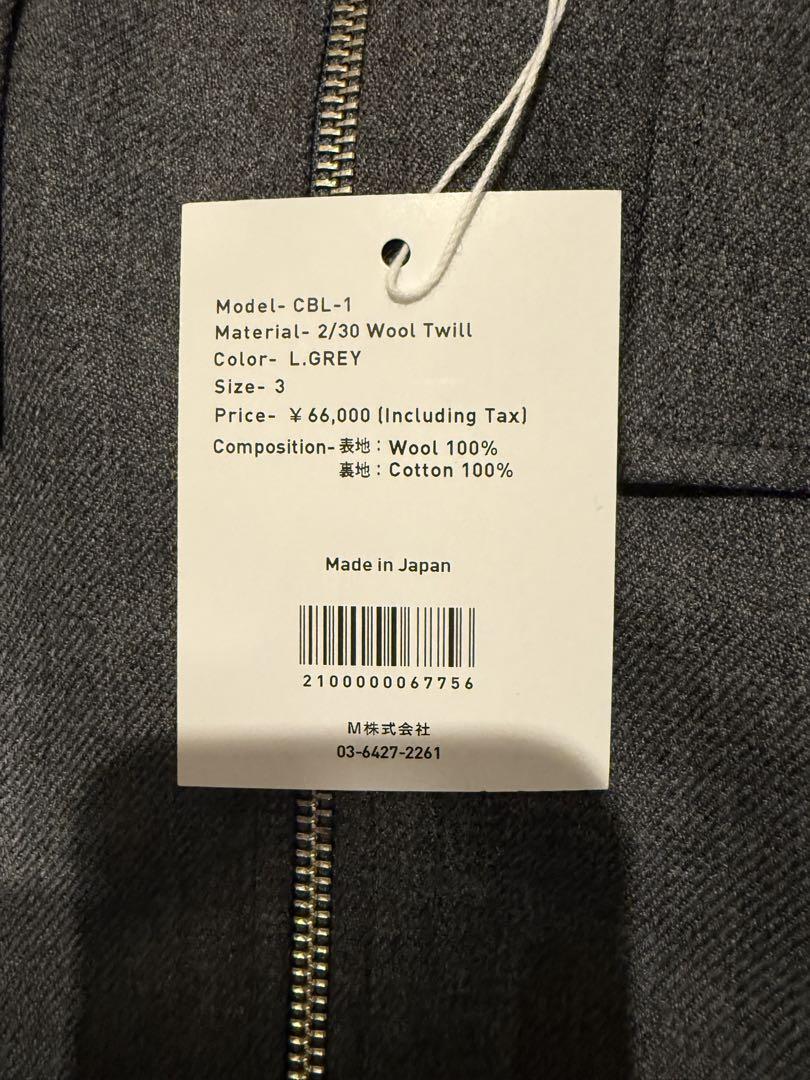 Model- CBL-1
Material- 2/30 Wool Twill
Color- L.GREY
Size- 3
Price- ¥66,000 (Including Tax)
Composition- 表地：Wool 100%
裏地：Cotton 100%
Made in Japan
2100000067756
M株式会社
03-6427-2261